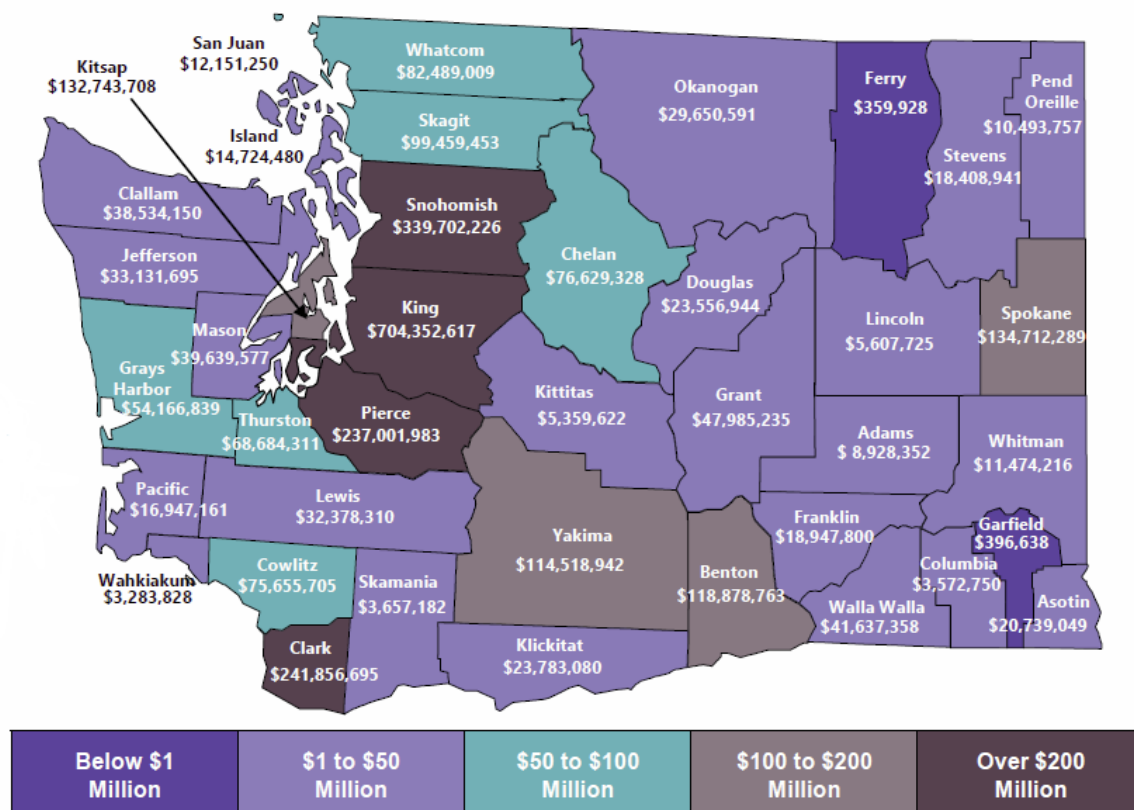 San Juan
$12,151,250
Kitsap
$132,743,708
Island
$14,724,480
Whatcom
$82,489,009
Skagit
$99,459,453
Okanogan
$29,650,591
Ferry
$359,928
Pend
Oreille
$10,493,757
Stevens
$18,408,941
Clallam
$38,534,150
Jefferson
$33,131,695
Snohomish
$339,702,226
Chelan
$76,629,328
Douglas
$23,556,944
King
$704,352,617
Lincoln
$5,607,725
Spokane
$134,712,289
Mason
$39,639,577
Grays
Harbor
$54,166,839
Thurston
$68,684,311
Pierce
$237,001,983
Kittitas
$5,359,622
Grant
$47,985,235
Adams
$ 8,928,352
Whitman
$11,474,216
Pacific
$16,947,161
Lewis
$32,378,310
Yakima
$114,518,942
Benton
$118,878,763
Franklin
$18,947,800
Garfield
$396,638
Columbia
$3,572,750
Walla Walla
$41,637,358
Asotin
$20,739,049
Wahkiakum
$3,283,828
Cowlitz
$75,655,705
Skamania
$3,657,182
Clark
$241,856,695
Klickitat
$23,783,080
Below $1
Million
$1 to $50
Million
$50 to $100
Million
$100 to $200
Million
Over $200
Million